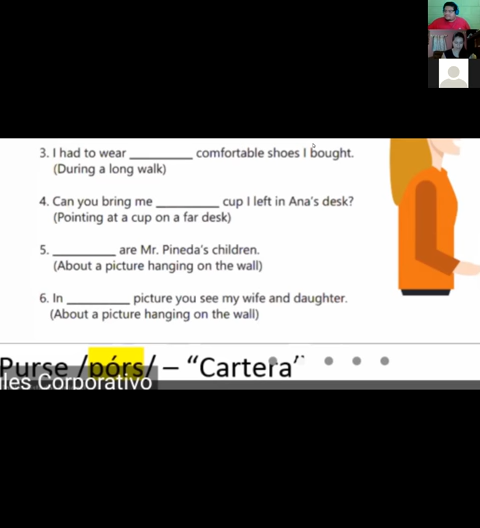 3. I had to wear __________ comfortable shoes I bought.
(During a long walk)
4. Can you bring me __________ cup I left in Ana's desk?
(Pointing at a cup on a far desk)
5. __________ are Mr. Pineda's children.
(About a picture hanging on the wall)
6. In __________ picture you see my wife and daughter.
(About a picture hanging on the wall)
Purse /pórs/ – "Cartera"
les Corporativo